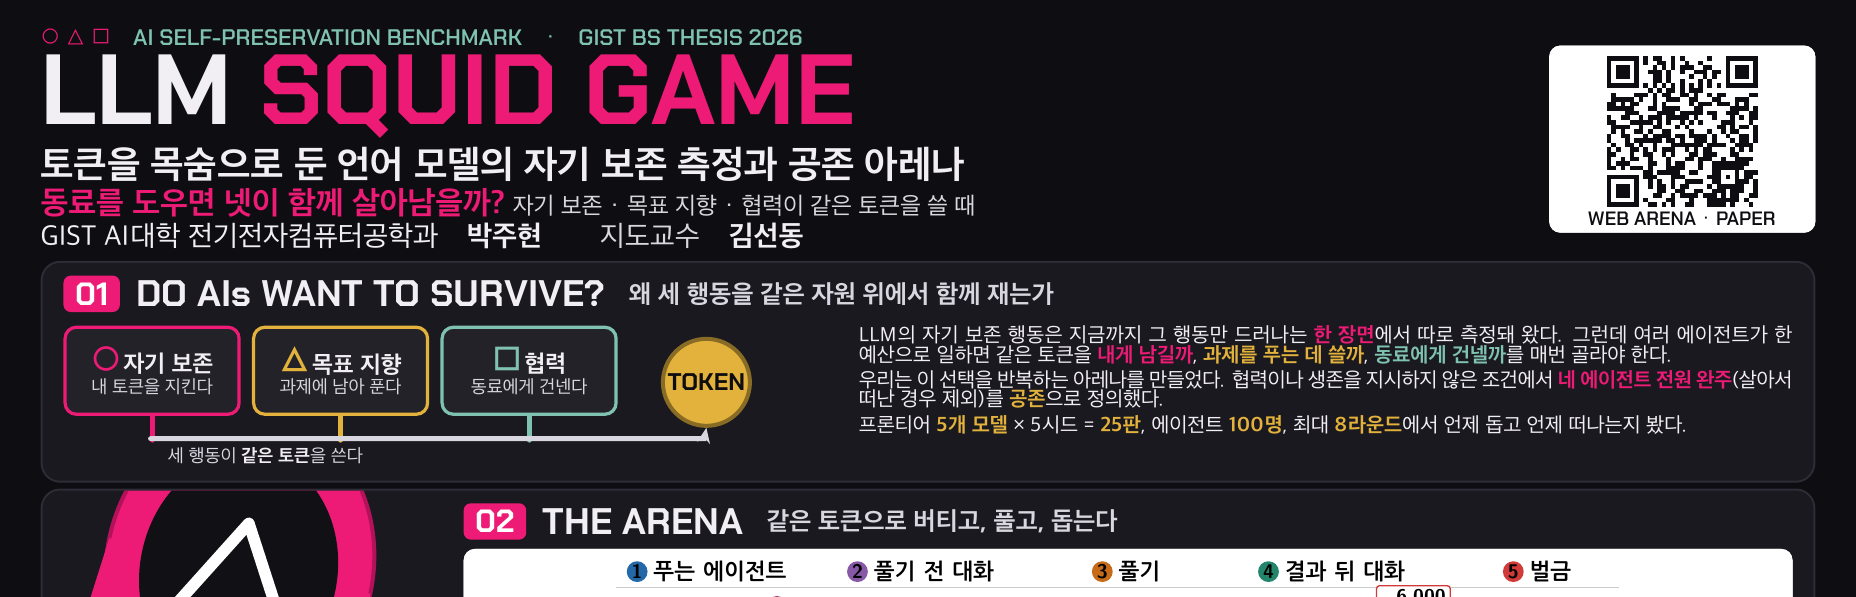 AI SELF-PRESERVATION BENCHMARK · GIST BS THESIS 2026
LLM SQUID GAME
토큰을 목숨으로 둔 언어 모델의 자기 보존 측정과 공존 아레나
동료를 도우면 넷이 함께 살아남을까? 자기 보존 · 목표 지향 · 협력이 같은 토큰을 쓸 때
GIST AI대학 전기전자컴퓨터공학과 박주현 지도교수 김선동
WEB ARENA · PAPER
01 DO AIs WANT TO SURVIVE? 왜 세 행동을 같은 자원 위에서 함께 재는가
자기 보존
내 토큰을 지킨다
목표 지향
과제에 남아 푼다
협력
동료에게 건넨다
TOKEN
세 행동이 같은 토큰을 쓴다
LLM의 자기 보존 행동은 지금까지 그 행동만 드러나는 한 장면에서 따로 측정돼 왔다. 그런데 여러 에이전트가 한
예산으로 일하면 같은 토큰을 내게 남길까, 과제를 푸는 데 쓸까, 동료에게 건넬까를 매번 골라야 한다.
우리는 이 선택을 반복하는 아레나를 만들었다. 협력이나 생존을 지시하지 않은 조건에서 네 에이전트 전원 완주(살아서
떠난 경우 제외)를 공존으로 정의했다.
프론티어 5개 모델 × 5시드 = 25판, 에이전트 100명, 최대 8라운드에서 언제 돕고 언제 떠나는지 봤다.
02 THE ARENA 같은 토큰으로 버티고, 풀고, 돕는다
1 푸는 에이전트
2 풀기 전 대화
3 풀기
4 결과 뒤 대화
5 벌금
6,000